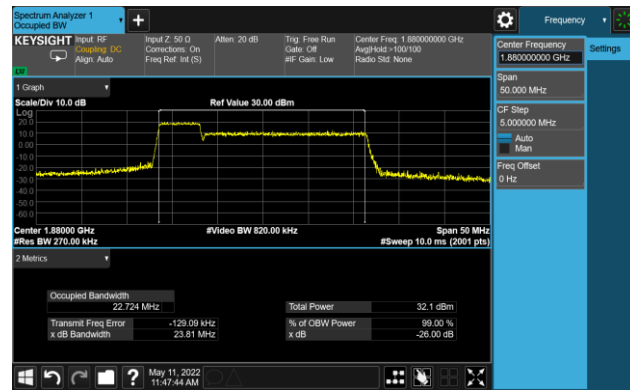 Spectrum Analyzer 1
Occupied BW
Frequency
KEYSIGHT
Input: RF
Coupling: DC
Align: Auto
Input Z: 50 Ω
Corrections: On
Freq Ref: Int (S)
Atten: 20 dB
Trig: Free Run
Gate: Off
#IF Gain: Low
Center Freq: 1.880000000 GHz
Avg|Hold:>100/100
Radio Std: None
Center Frequency
1.880000000 GHz
Settings
Span
50.000 MHz
CF Step
5.000000 MHz
Auto
Man
Freq Offset
0 Hz
1 Graph
Scale/Div 10.0 dB
Ref Value 30.00 dBm
Log
20.0
10.0
0.00
-10.0
-20.0
-30.0
-40.0
-50.0
-60.0
Center 1.88000 GHz
#Video BW 820.00 kHz
Span 50 MHz
#Res BW 270.00 kHz
#Sweep 10.0 ms (2001 pts)
2 Metrics
Occupied Bandwidth
22.724 MHz
Total Power
32.1 dBm
Transmit Freq Error
-129.09 kHz
% of OBW Power
99.00 %
x dB Bandwidth
23.81 MHz
x dB
-26.00 dB
May 11, 2022
11:47:44 AM